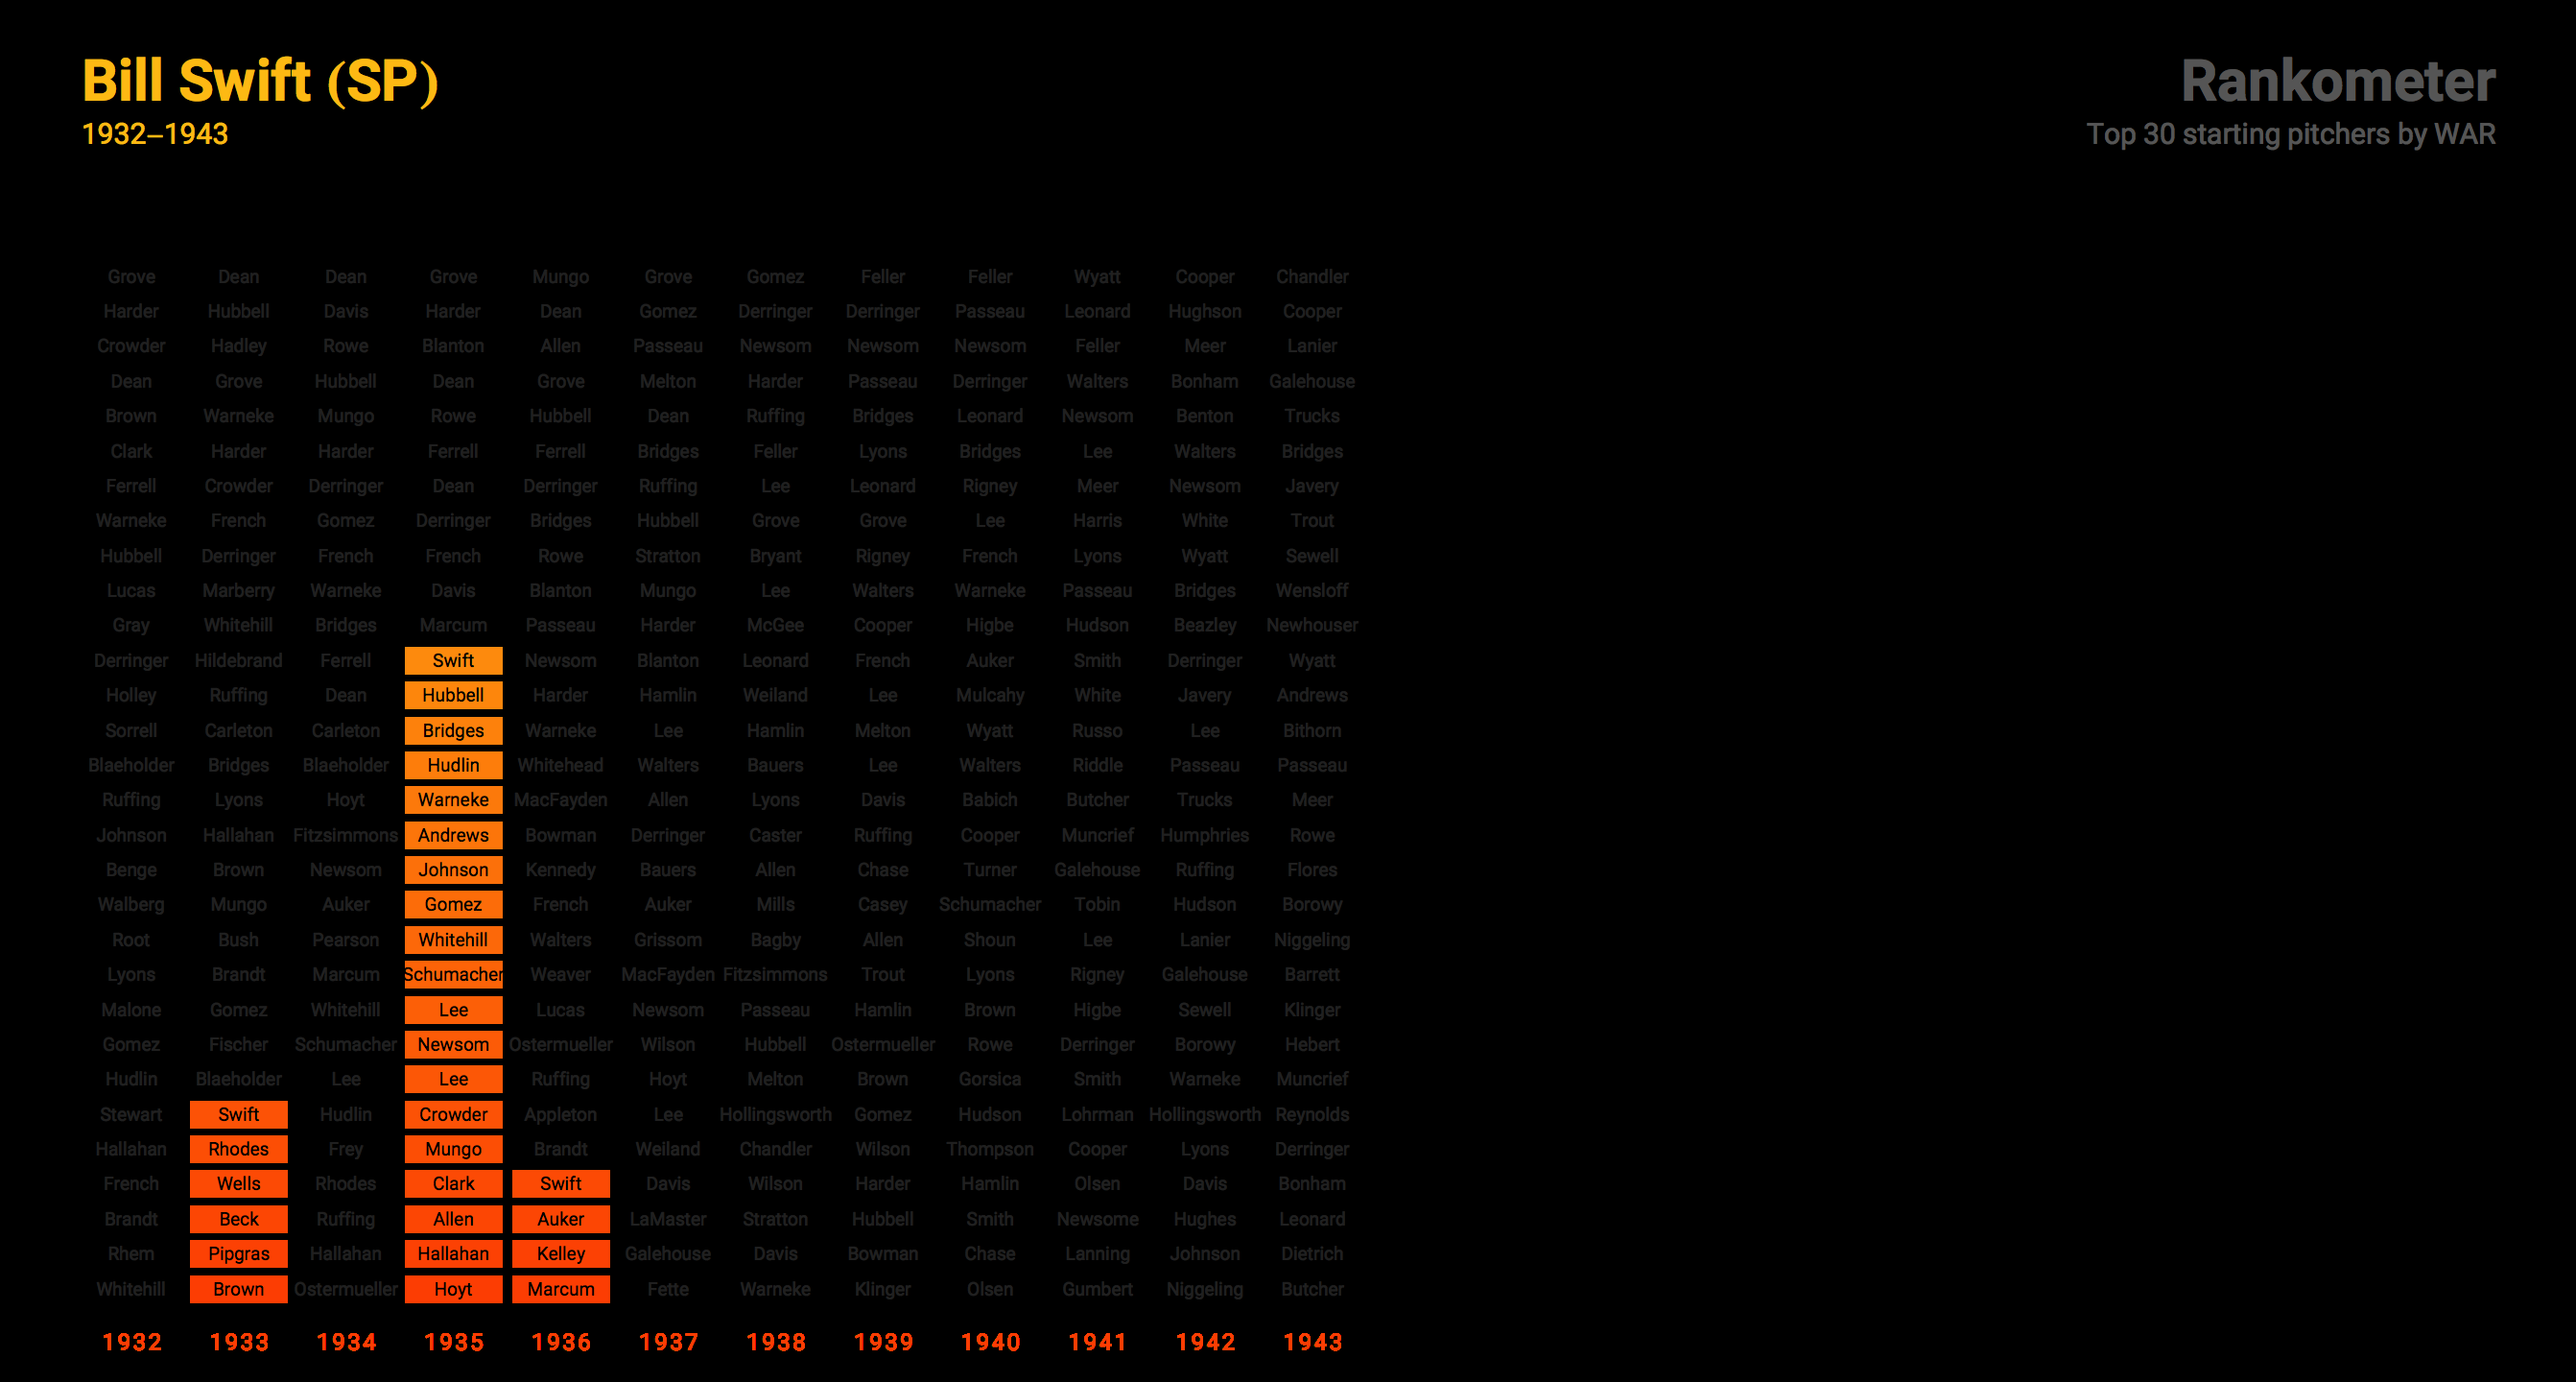 Bill Swift (SP)
1932–1943
Rankometer
Top 30 starting pitchers by WAR
Grove Dean Dean Grove Mungo Grove Gomez Feller Feller Wyatt Cooper Chandler
Harder Hubbell Davis Harder Dean Gomez Derringer Derringer Passeau Leonard Hughson Cooper
Crowder Hadley Rowe Blanton Allen Passeau Newsom Newsom Newsom Feller Meer Lanier
Dean Grove Hubbell Dean Grove Melton Harder Passeau Derringer Walters Bonham Galehouse
Brown Warneke Mungo Rowe Hubbell Dean Ruffing Bridges Leonard Newsom Benton Trucks
Clark Harder Harder Ferrell Ferrell Bridges Feller Lyons Bridges Lee Walters Bridges
Ferrell Crowder Derringer Dean Derringer Ruffing Lee Leonard Rigney Meer Newsom Javery
Warneke French Gomez Derringer Bridges Hubbell Grove Grove Lee Harris White Trout
Hubbell Derringer French French Rowe Stratton Bryant Rigney French Lyons Wyatt Sewell
Lucas Marberry Warneke Davis Blanton Mungo Lee Walters Warneke Passeau Bridges Wensloff
Gray Whitehill Bridges Marcum Passeau Harder McGee Cooper Higbe Hudson Beazley Newhouser
Derringer Hildebrand Ferrell Swift Newsom Blanton Leonard French Auker Smith Derringer Wyatt
Holley Ruffing Dean Hubbell Harder Hamlin Weiland Lee Mulcahy White Javery Andrews
Sorrell Carleton Carleton Bridges Warneke Lee Hamlin Melton Wyatt Russo Lee Bithorn
Blaeholder Bridges Blaeholder Hudlin Whitehead Walters Bauers Lee Walters Riddle Passeau Passeau
Ruffing Lyons Hoyt Warneke MacFayden Allen Lyons Davis Babich Butcher Trucks Meer
Johnson Hallahan Fitzsimmons Andrews Bowman Derringer Caster Ruffing Cooper Muncrief Humphries Rowe
Benge Brown Newsom Johnson Kennedy Bauers Allen Chase Turner Galehouse Ruffing Flores
Walberg Mungo Auker Gomez French Auker Mills Casey Schumacher Tobin Hudson Borowy
Root Bush Pearson Whitehill Walters Grissom Bagby Allen Shoun Lee Lanier Niggeling
Lyons Brandt Marcum Schumacher Weaver MacFayden Fitzsimmons Trout Lyons Rigney Galehouse Barrett
Malone Gomez Whitehill Lee Lucas Newsom Passeau Hamlin Brown Higbe Sewell Klinger
Gomez Fischer Schumacher Newsom Ostermueller Wilson Hubbell Ostermueller Rowe Derringer Borowy Hebert
Hudlin Blaeholder Lee Lee Ruffing Hoyt Melton Brown Gorsica Smith Warneke Muncrief
Stewart Swift Hudlin Crowder Appleton Lee Hollingsworth Gomez Hudson Lohrman Hollingsworth Reynolds
Hallahan Rhodes Frey Mungo Brandt Weiland Chandler Wilson Thompson Cooper Lyons Derringer
French Wells Rhodes Clark Swift Davis Wilson Harder Hamlin Olsen Davis Bonham
Brandt Beck Ruffing Allen Auker LaMaster Stratton Hubbell Smith Newsome Hughes Leonard
Rhem Pipgras Hallahan Hallahan Kelley Galehouse Davis Bowman Chase Lanning Johnson Dietrich
Whitehill Brown Ostermueller Hoyt Marcum Fette Warneke Klinger Olsen Gumbert Niggeling Butcher
1932 1933 1934 1935 1936 1937 1938 1939 1940 1941 1942 1943